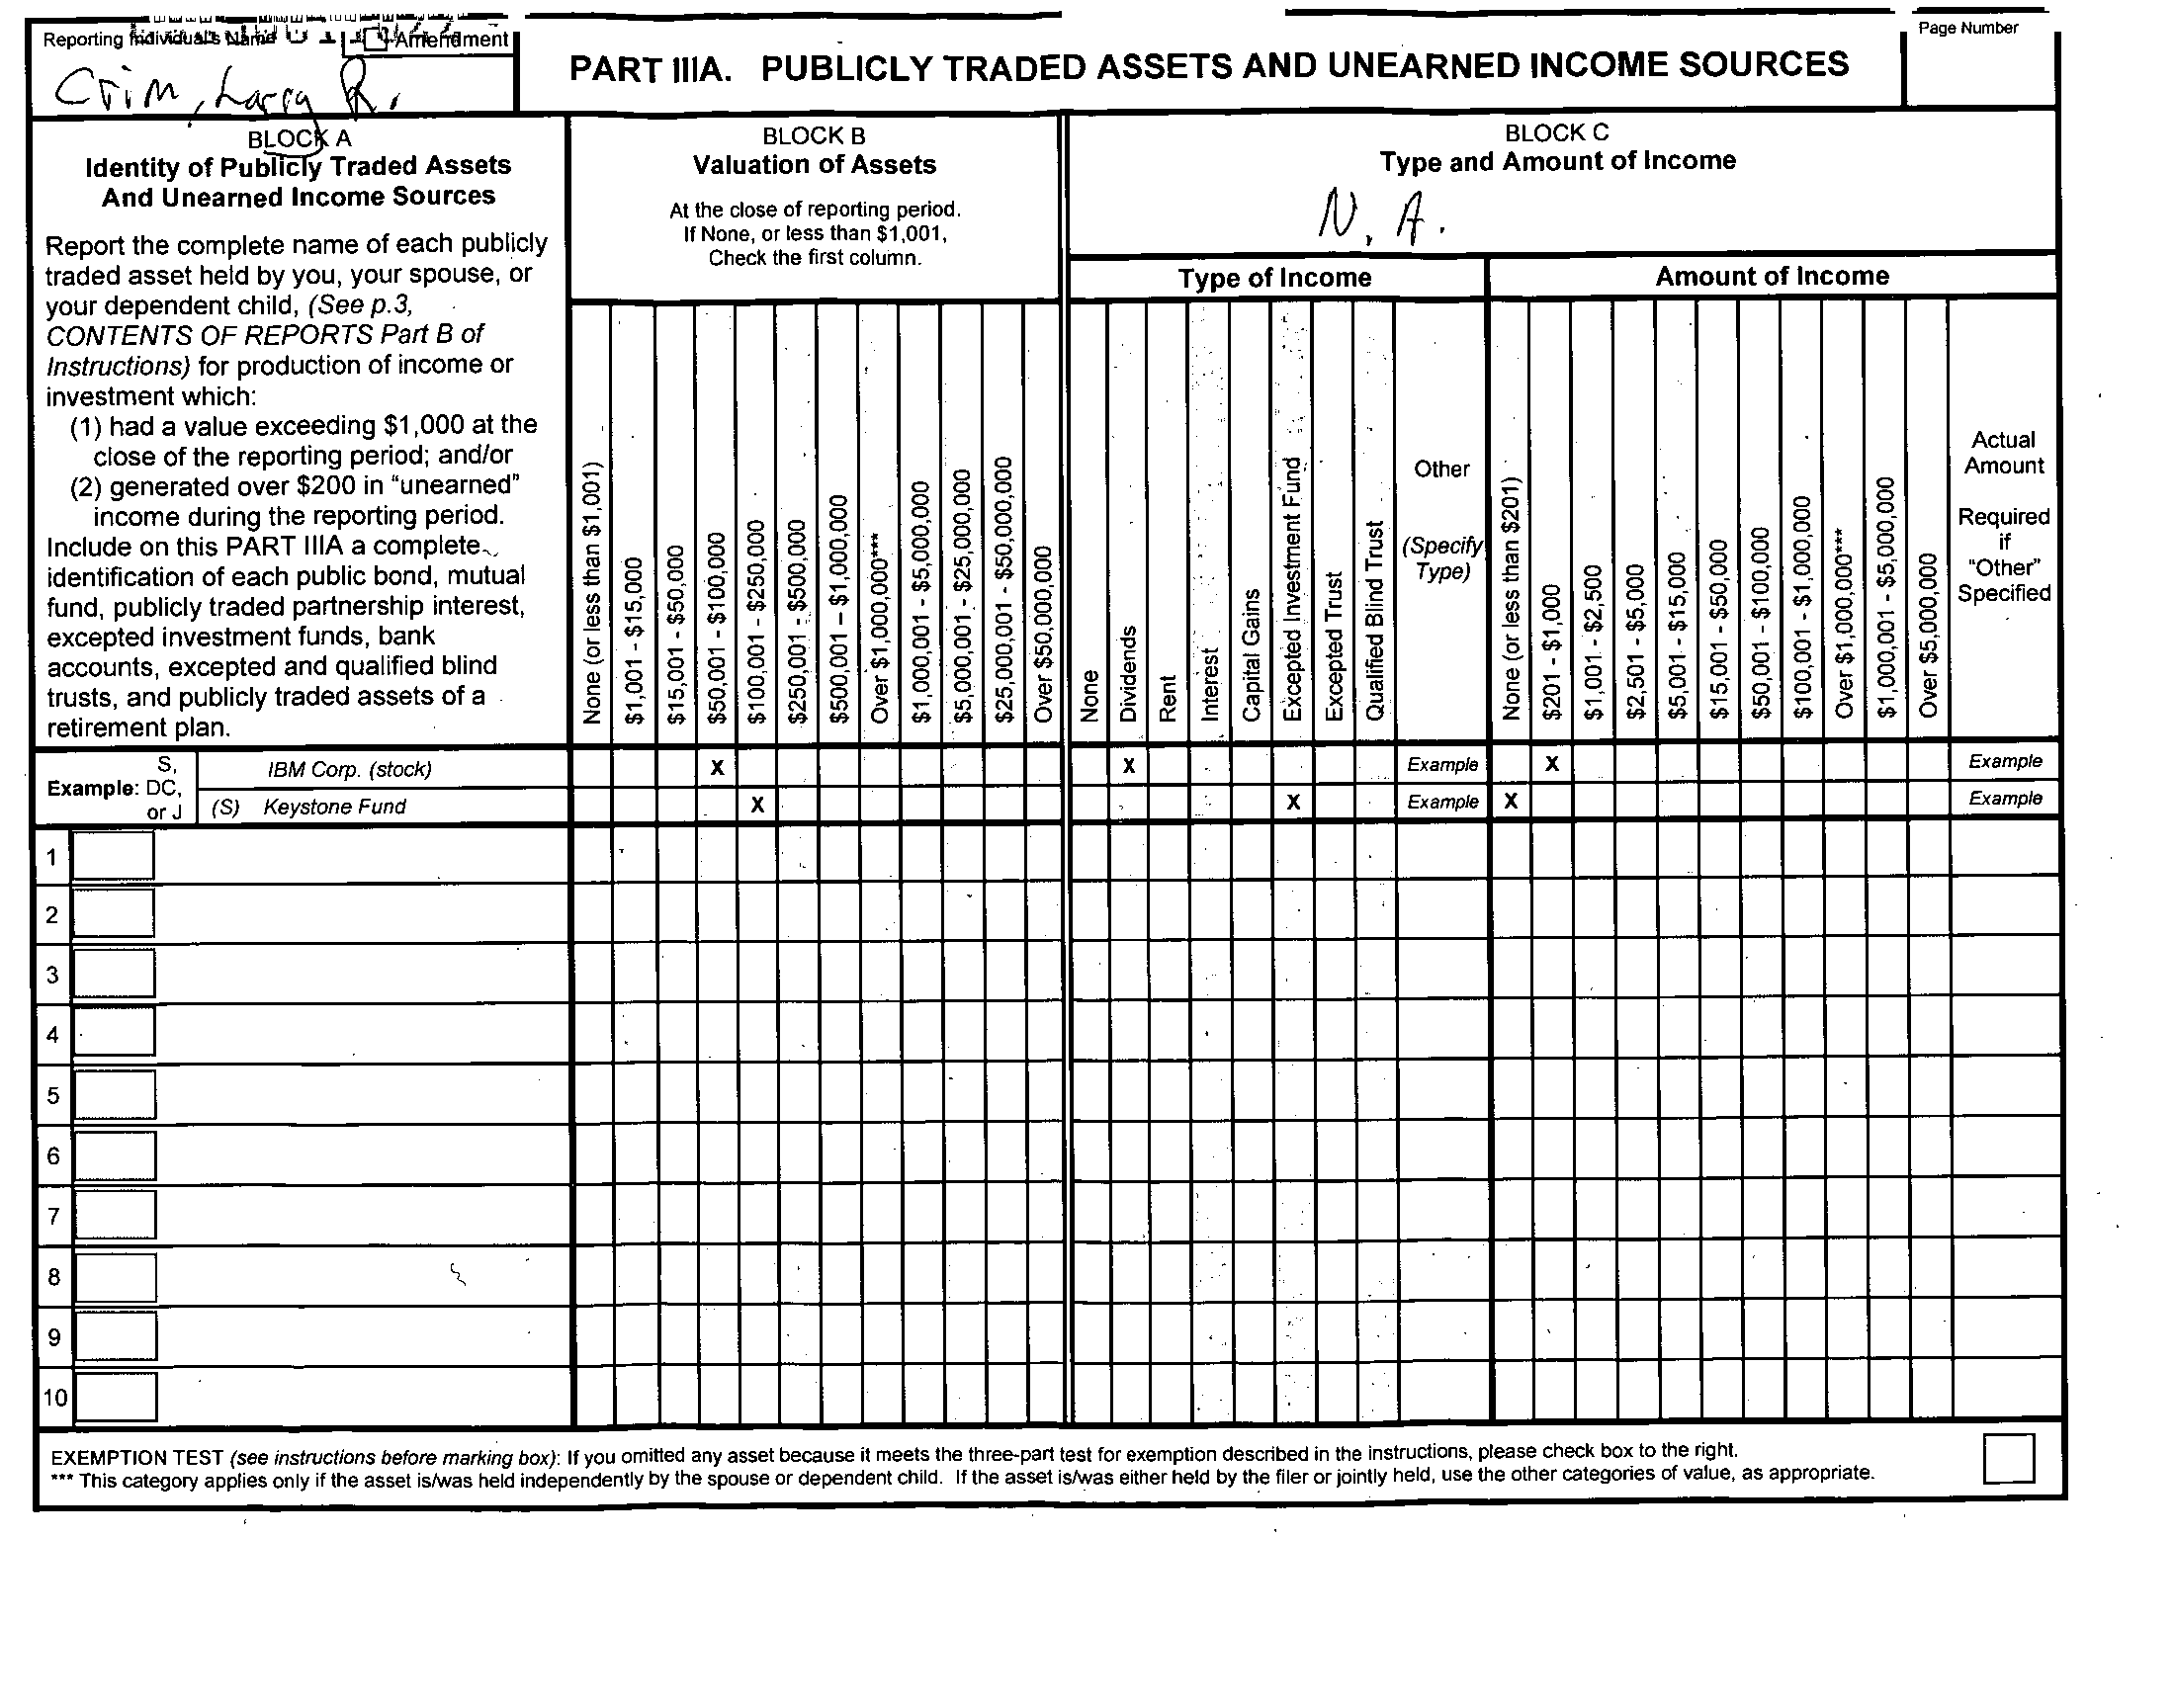 Reporting Individual's Name
Amendment
Crim, Larry R.
PART IIIA. PUBLICLY TRADED ASSETS AND UNEARNED INCOME SOURCES
Page Number
BLOCK A
Identity of Publicly Traded Assets
And Unearned Income Sources
Report the complete name of each publicly
traded asset held by you, your spouse, or
your dependent child, (See p.3,
CONTENTS OF REPORTS Part B of
Instructions) for production of income or
investment which:
(1) had a value exceeding $1,000 at the
close of the reporting period; and/or
(2) generated over $200 in "unearned"
income during the reporting period.
Include on this PART IIIA a complete
identification of each public bond, mutual
fund, publicly traded partnership interest,
excepted investment funds, bank
accounts, excepted and qualified blind
trusts, and publicly traded assets of a
retirement plan.
BLOCK B
Valuation of Assets
At the close of reporting period.
If None, or less than $1,001,
Check the first column.
None (or less than $1,001)
$1,001 - $15,000
$15,001 - $50,000
$50,001 - $100,000
$100,001 - $250,000
$250,001 - $500,000
$500,001 – $1,000,000
Over $1,000,000***
$1,000,001 - $5,000,000
$5,000,001 - $25,000,000
$25,000,001 - $50,000,000
Over $50,000,000
BLOCK C
Type and Amount of Income
N. A.
Type of Income
None
Dividends
Rent
Interest
Capital Gains
Excepted Investment Fund
Excepted Trust
Qualified Blind Trust
Other
(Specify
Type)
Amount of Income
None (or less than $201)
$201 - $1,000
$1,001 - $2,500
$2,501 - $5,000
$5,001 - $15,000
$15,001 - $50,000
$50,001 - $100,000
$100,001 - $1,000,000
Over $1,000,000***
$1,000,001 - $5,000,000
Over $5,000,000
Actual
Amount
Required
if
"Other"
Specified
Example: S, DC, or J
IBM Corp. (stock) X X Example X Example
(S) Keystone Fund X X Example X Example
1
2
3
4
5
6
7
8
9
10
EXEMPTION TEST (see instructions before marking box): If you omitted any asset because it meets the three-part test for exemption described in the instructions, please check box to the right.
*** This category applies only if the asset is/was held independently by the spouse or dependent child. If the asset is/was either held by the filer or jointly held, use the other categories of value, as appropriate.